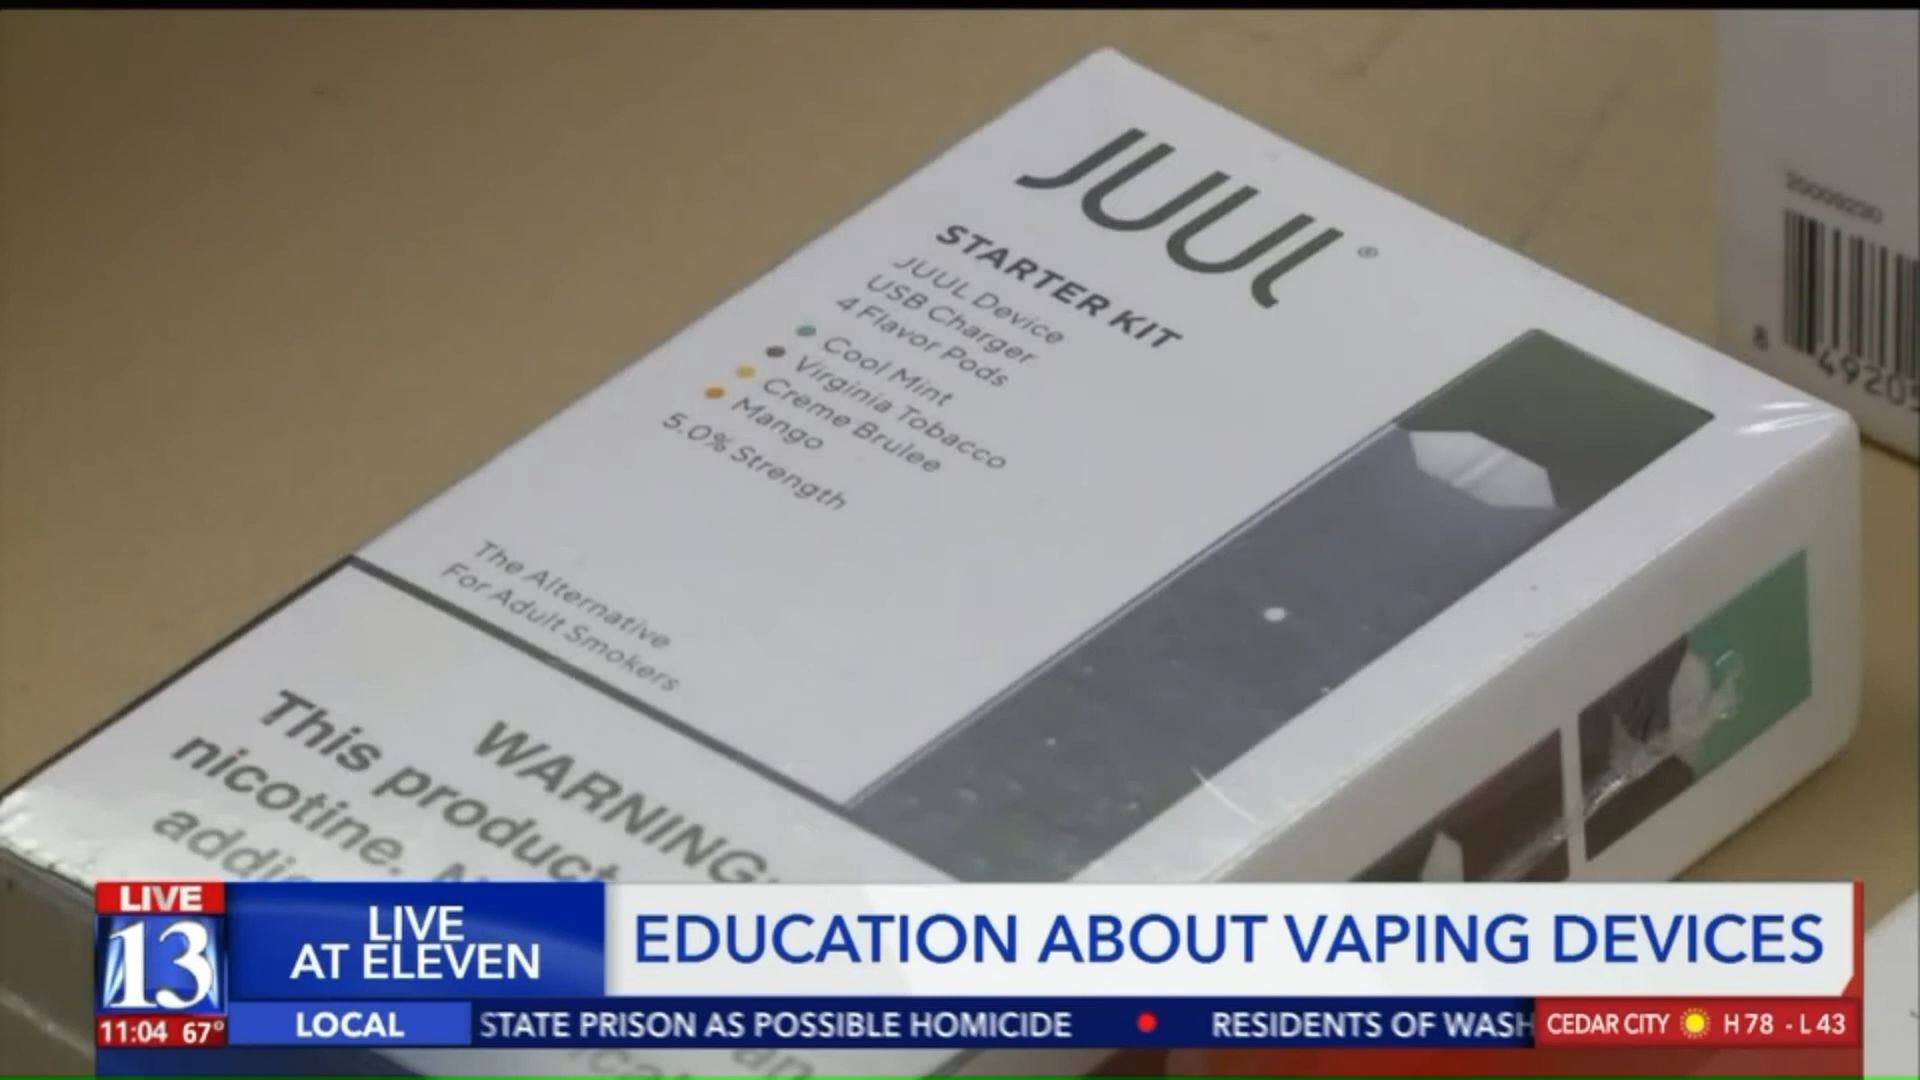 JUUL®
STARTER KIT
JUUL Device
USB Charger
4 Flavor Pods
Cool Mint
Virginia Tobacco
Creme Brulee
Mango
5.0% Strength
The Alternative
For Adult Smokers
WARNING:
This product
nicotine.
LIVE
13
LIVE
AT ELEVEN
EDUCATION ABOUT VAPING DEVICES
11:04 67°
LOCAL
STATE PRISON AS POSSIBLE HOMICIDE • RESIDENTS OF WASH
CEDAR CITY H 78 - L 43